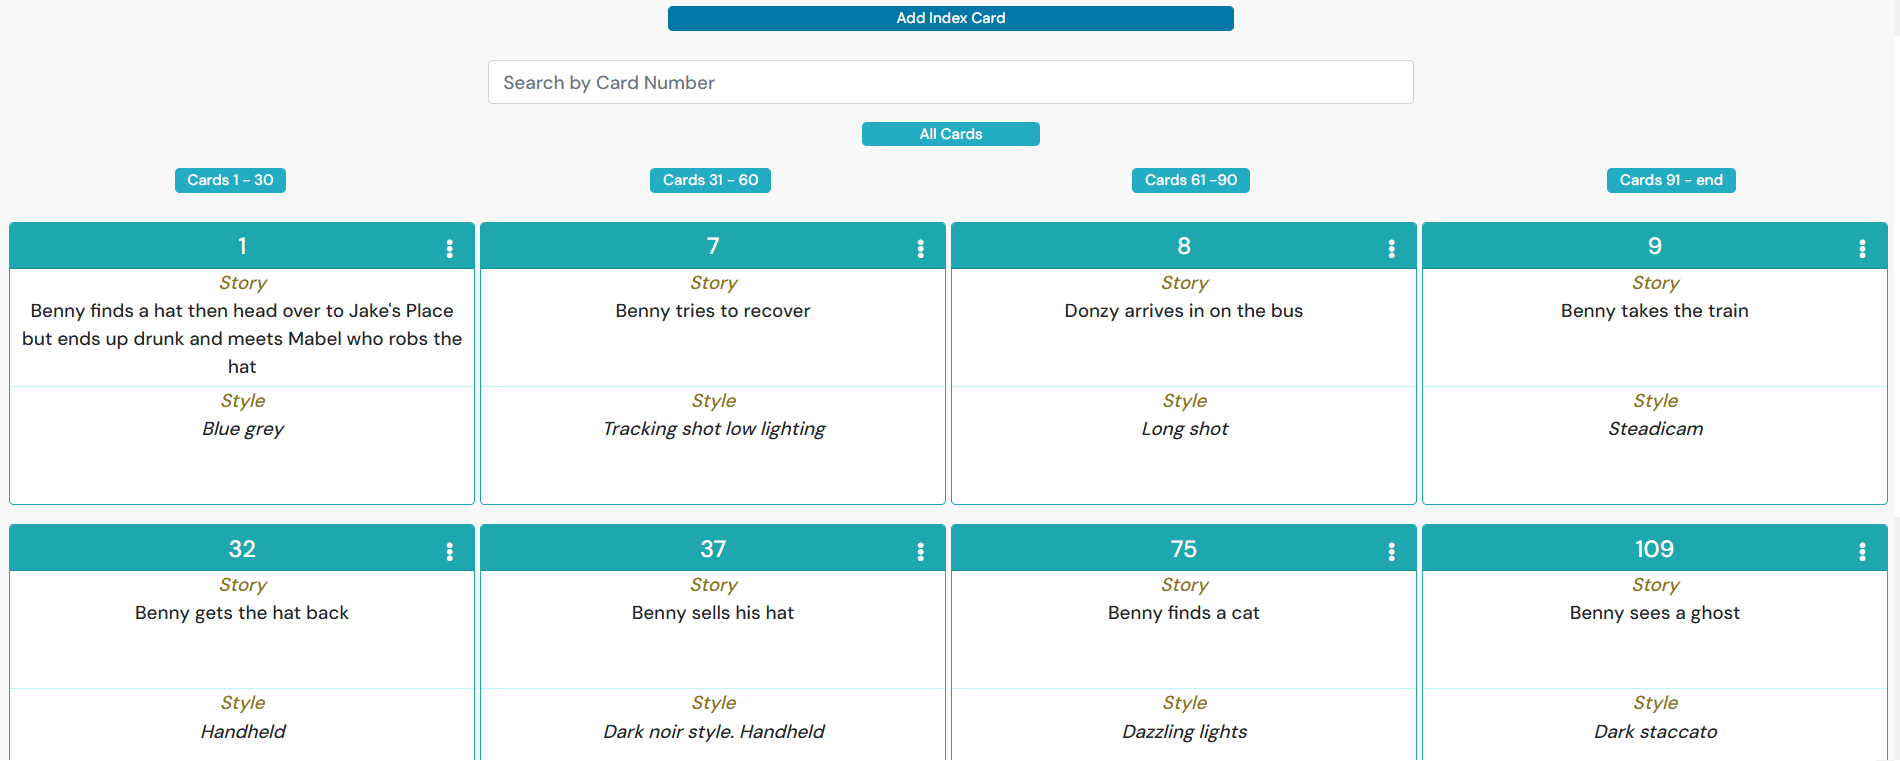 Add Index Card
Search by Card Number
All Cards
Cards 1 - 30
Cards 31 - 60
Cards 61 -90
Cards 91 - end
1
Story
Benny finds a hat then head over to Jake's Place
but ends up drunk and meets Mabel who robs the
hat
Style
Blue grey
7
Story
Benny tries to recover
Style
Tracking shot low lighting
8
Story
Donzy arrives in on the bus
Style
Long shot
9
Story
Benny takes the train
Style
Steadicam
32
Story
Benny gets the hat back
Style
Handheld
37
Story
Benny sells his hat
Style
Dark noir style. Handheld
75
Story
Benny finds a cat
Style
Dazzling lights
109
Story
Benny sees a ghost
Style
Dark staccato